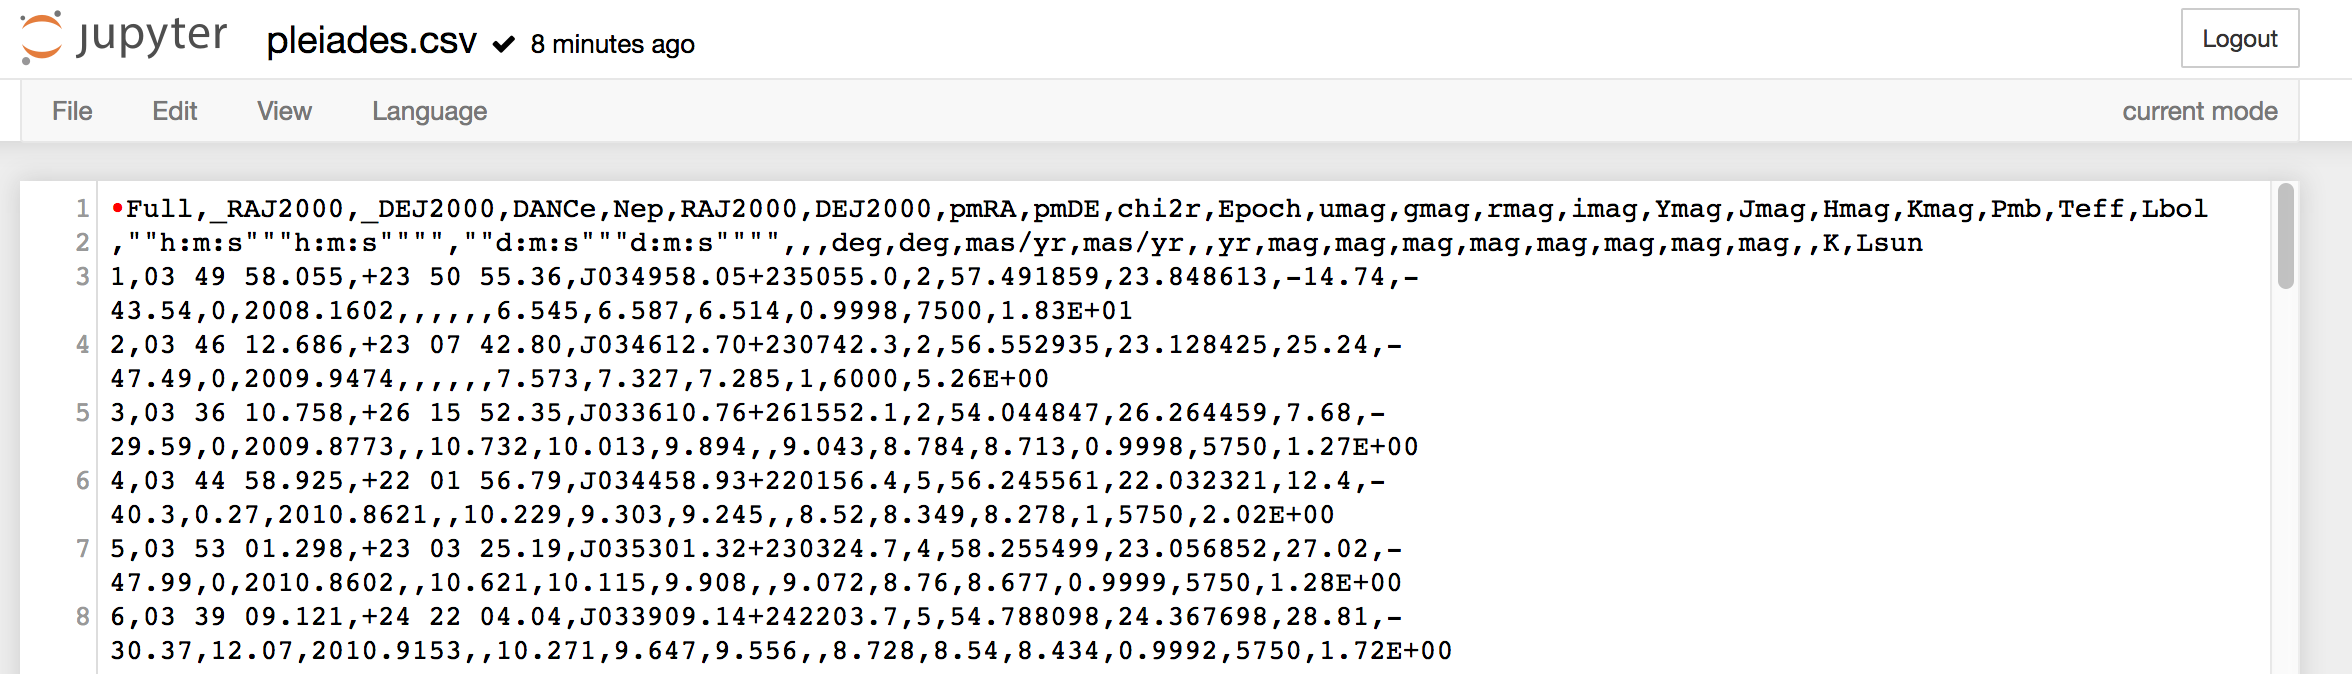 jupyter pleiades.csv ✔ 8 minutes ago Logout
File Edit View Language current mode
1 •Full,_RAJ2000,_DEJ2000,DANCe,Nep,RAJ2000,DEJ2000,pmRA,pmDE,chi2r,Epoch,umag,gmag,rmag,imag,Ymag,Jmag,Hmag,Kmag,Pmb,Teff,Lbol
2 ,""h:m:s"""h:m:s"""",""d:m:s"""d:m:s"""",,,deg,deg,mas/yr,mas/yr,,yr,mag,mag,mag,mag,mag,mag,mag,mag,,K,Lsun
3 1,03 49 58.055,+23 50 55.36,J034958.05+235055.0,2,57.491859,23.848613,-14.74,-
43.54,0,2008.1602,,,,,,6.545,6.587,6.514,0.9998,7500,1.83E+01
4 2,03 46 12.686,+23 07 42.80,J034612.70+230742.3,2,56.552935,23.128425,25.24,-
47.49,0,2009.9474,,,,,,7.573,7.327,7.285,1,6000,5.26E+00
5 3,03 36 10.758,+26 15 52.35,J033610.76+261552.1,2,54.044847,26.264459,7.68,-
29.59,0,2009.8773,,10.732,10.013,9.894,,9.043,8.784,8.713,0.9998,5750,1.27E+00
6 4,03 44 58.925,+22 01 56.79,J034458.93+220156.4,5,56.245561,22.032321,12.4,-
40.3,0.27,2010.8621,,10.229,9.303,9.245,,8.52,8.349,8.278,1,5750,2.02E+00
7 5,03 53 01.298,+23 03 25.19,J035301.32+230324.7,4,58.255499,23.056852,27.02,-
47.99,0,2010.8602,,10.621,10.115,9.908,,9.072,8.76,8.677,0.9999,5750,1.28E+00
8 6,03 39 09.121,+24 22 04.04,J033909.14+242203.7,5,54.788098,24.367698,28.81,-
30.37,12.07,2010.9153,,10.271,9.647,9.556,,8.728,8.54,8.434,0.9992,5750,1.72E+00